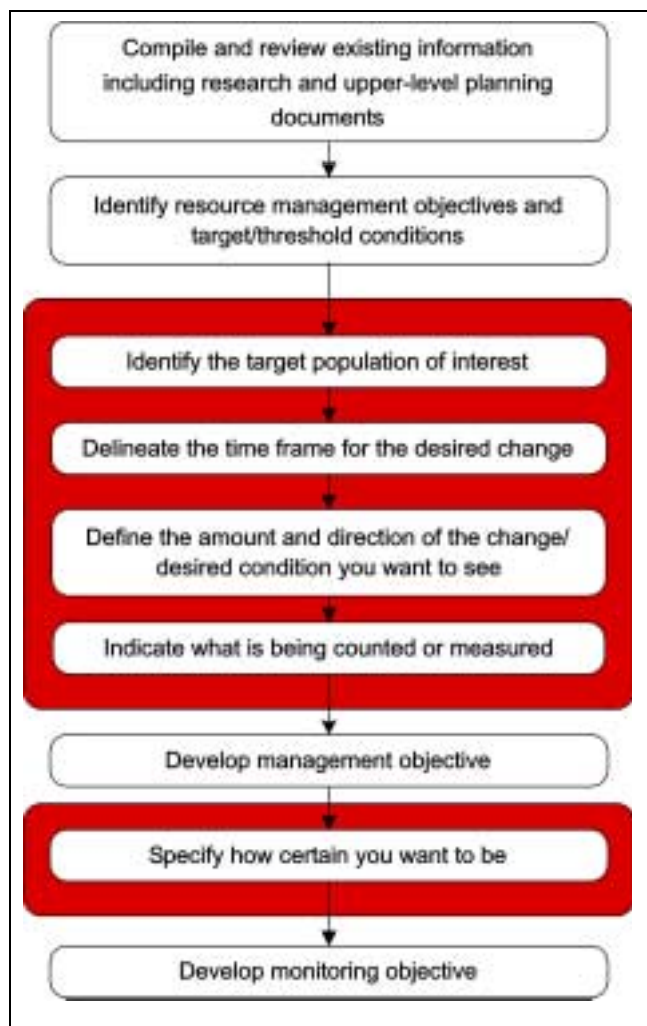 Compile and review existing information
including research and upper-level planning
documents
Identify resource management objectives and
target/threshold conditions
Identify the target population of interest
Delineate the time frame for the desired change
Define the amount and direction of the change/
desired condition you want to see
Indicate what is being counted or measured
Develop management objective
Specify how certain you want to be
Develop monitoring objective